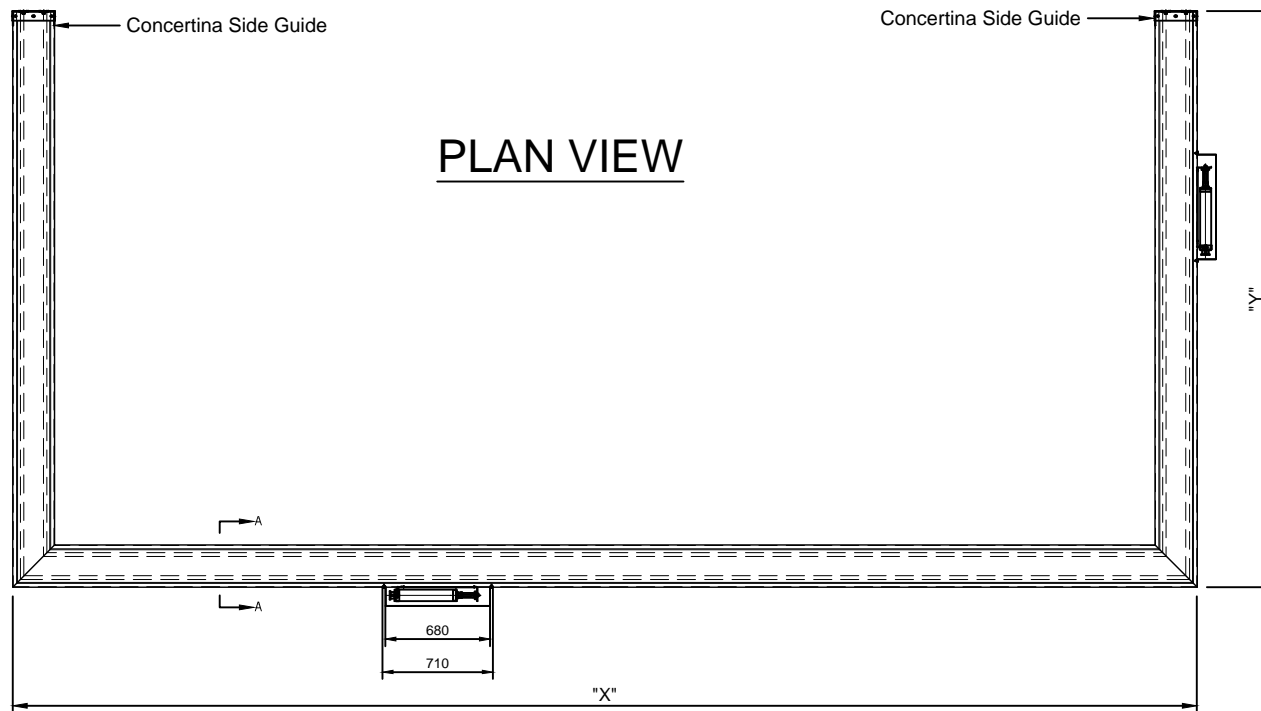 Concertina Side Guide
Concertina Side Guide
PLAN VIEW
"Y"
A
A
680
710
"X"